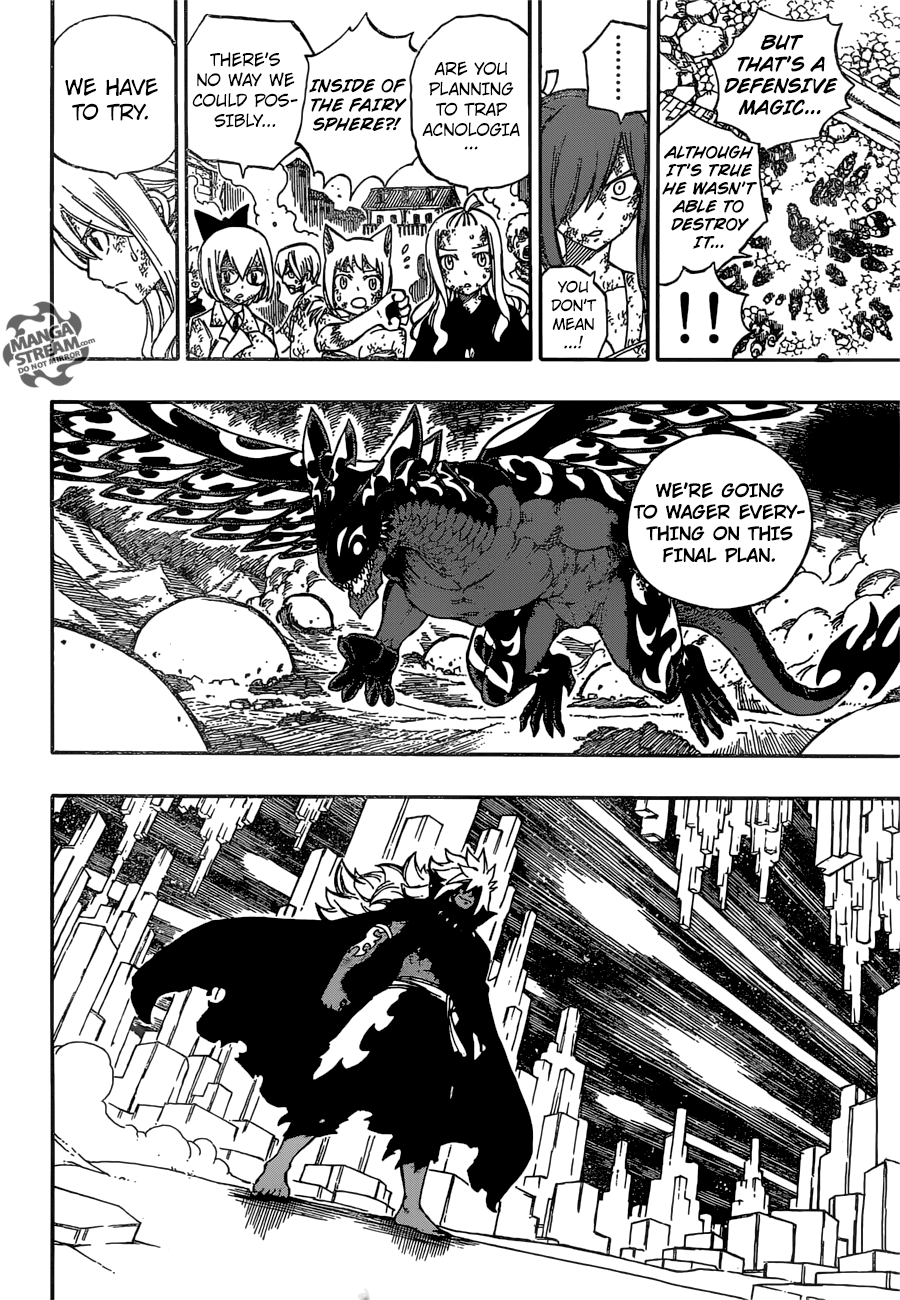 BUT
THAT'S A
DEFENSIVE
MAGIC...
ALTHOUGH
IT'S TRUE
HE WASN'T
ABLE TO
DESTROY
IT...
!!
.........
YOU
DON'T
MEAN
...!
ARE YOU
PLANNING
TO TRAP
ACNOLOGIA
...
INSIDE OF
THE FAIRY
SPHERE?!
THERE'S
NO WAY WE
COULD POS-
SIBLY...
WE HAVE
TO TRY.
MANGA
STREAM.com
DO NOT MIRROR
WE'RE GOING
TO WAGER EVERY-
THING ON THIS
FINAL PLAN.